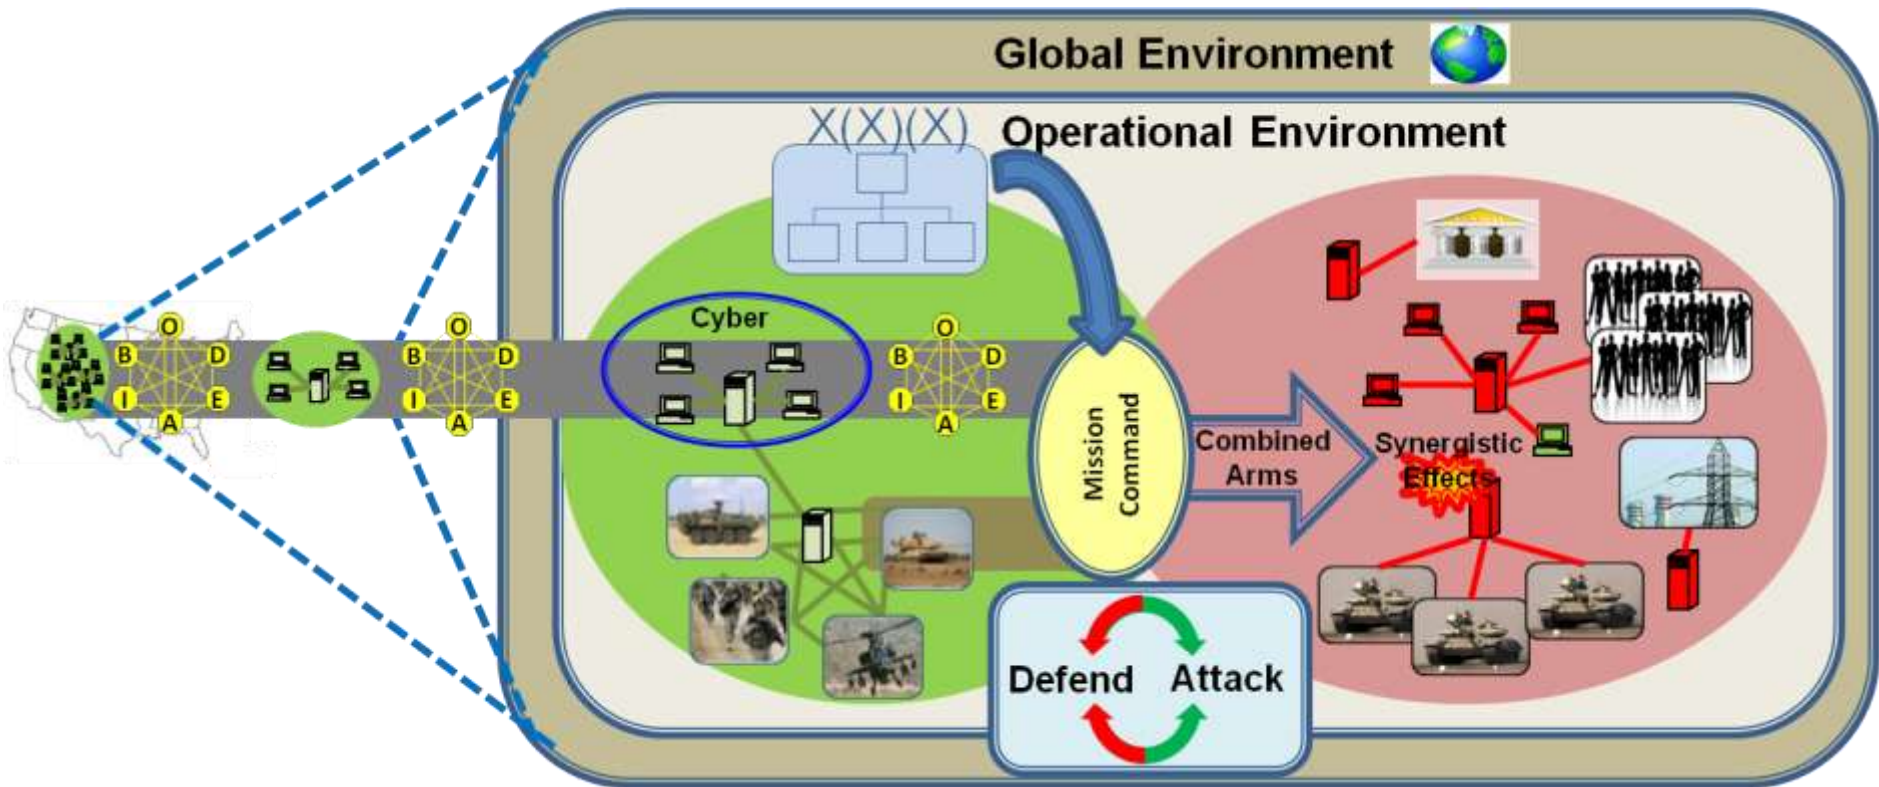 Global Environment
X(X)(X)
Operational Environment
Cyber
O
B
D
I
E
A
O
B
D
I
E
A
O
B
D
I
E
A
Mission
Command
Combined
Arms
Synergistic
Effects
Defend
Attack